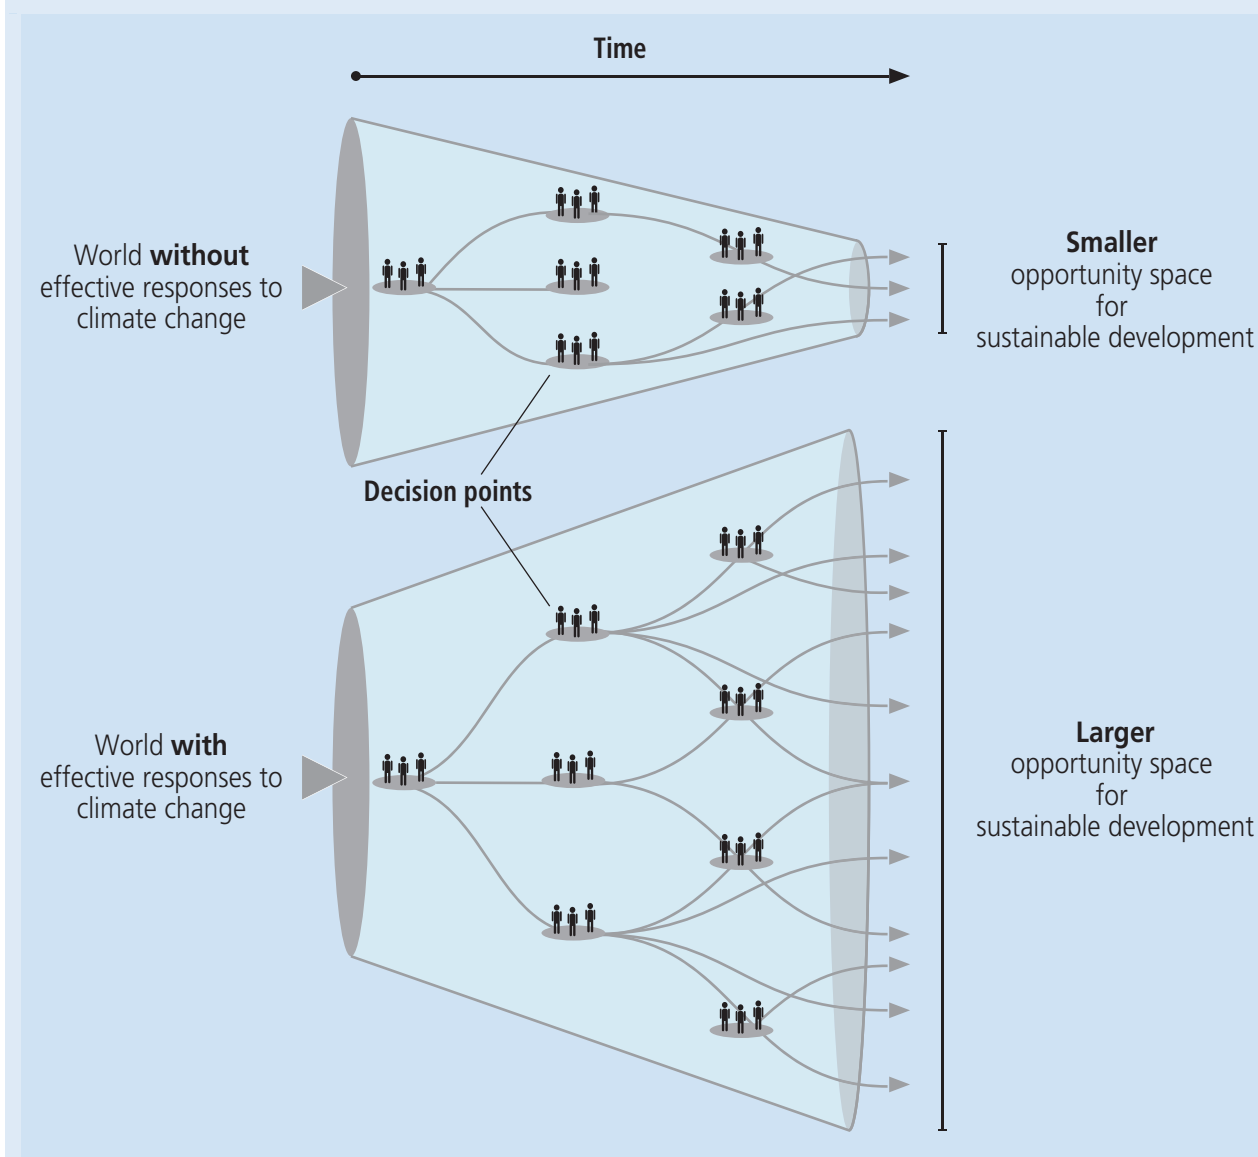 Time
World without
effective responses to
climate change
Smaller
opportunity space
for
sustainable development
Decision points
World with
effective responses to
climate change
Larger
opportunity space
for
sustainable development